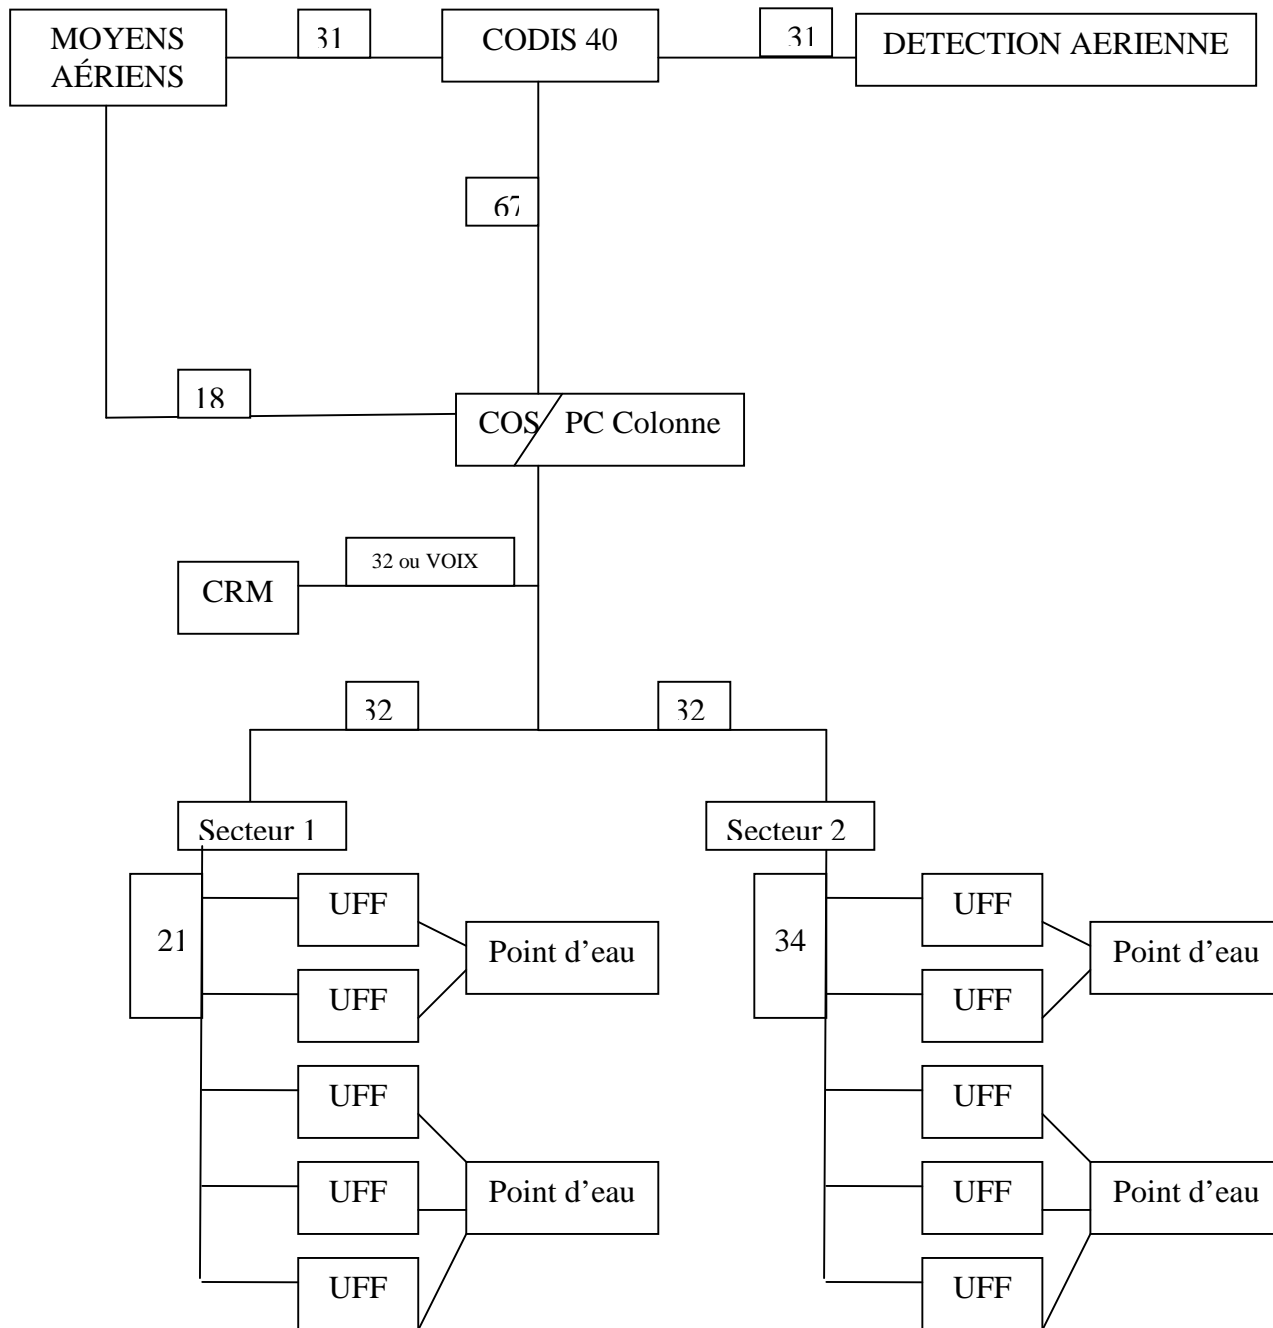 MOYENS
AÉRIENS
31
CODIS 40
31
DETECTION AERIENNE
67
18
COS
PC Colonne
32 ou VOIX
CRM
32
32
Secteur 1
Secteur 2
21
UFF
UFF
Point d’eau
UFF
UFF
UFF
Point d’eau
34
UFF
UFF
Point d’eau
UFF
UFF
UFF
Point d’eau